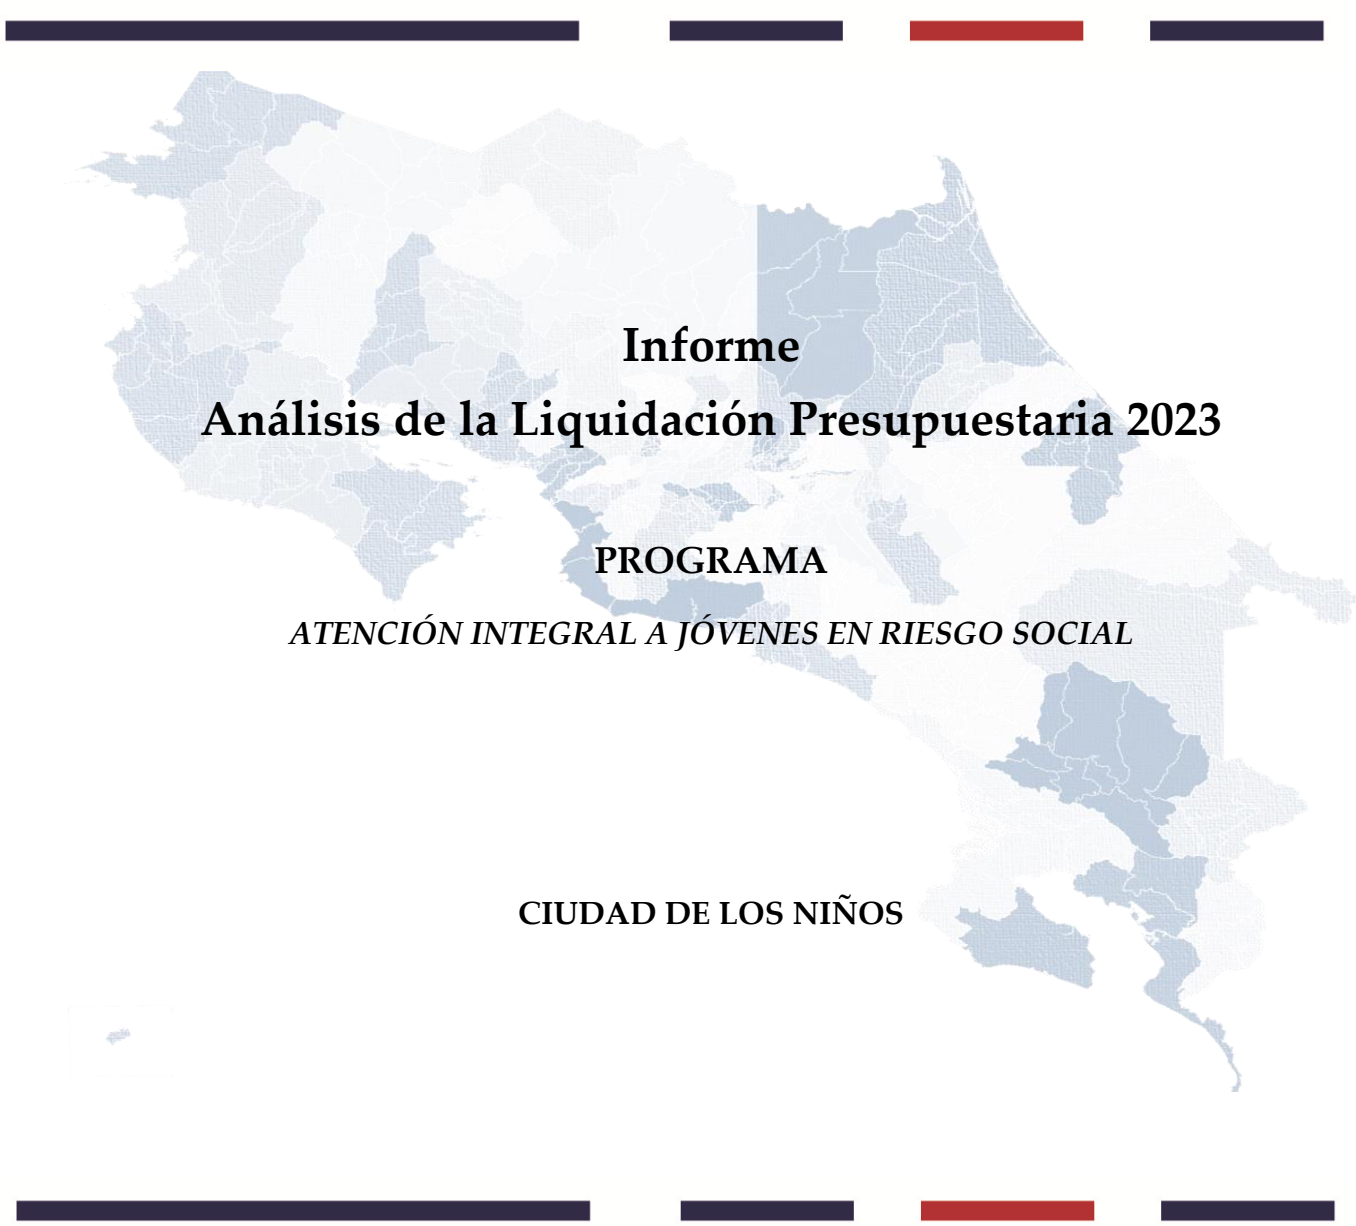 Informe
Análisis de la Liquidación Presupuestaria 2023
PROGRAMA
ATENCIÓN INTEGRAL A JÓVENES EN RIESGO SOCIAL
CIUDAD DE LOS NIÑOS